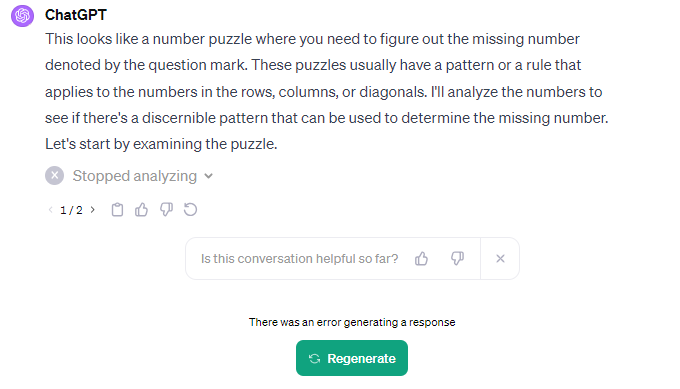 ChatGPT
This looks like a number puzzle where you need to figure out the missing number
denoted by the question mark. These puzzles usually have a pattern or a rule that
applies to the numbers in the rows, columns, or diagonals. I'll analyze the numbers to
see if there's a discernible pattern that can be used to determine the missing number.
Let's start by examining the puzzle.
Stopped analyzing
1 / 2
Is this conversation helpful so far?
There was an error generating a response
Regenerate